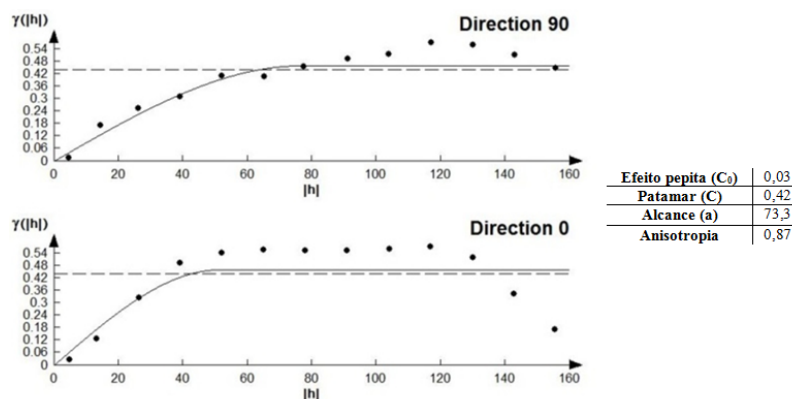 γ(|h|)
Direction 90
0.54
0.48
0.42
0.36
0.3
0.24
0.18
0.12
0.06
0
0 20 40 60 80 100 120 140 160
|h|
γ(|h|)
Direction 0
0.54
0.48
0.42
0.36
0.3
0.24
0.18
0.12
0.06
0
0 20 40 60 80 100 120 140 160
|h|
Efeito pepita (C₀) 0,03
Patamar (C) 0,42
Alcance (a) 73,3
Anisotropia 0,87